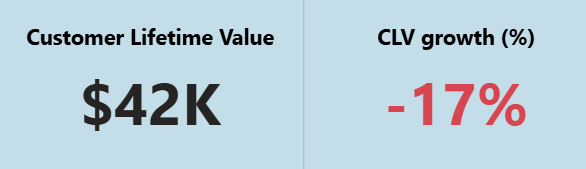 Customer Lifetime Value
$42K
CLV growth (%)
-17%